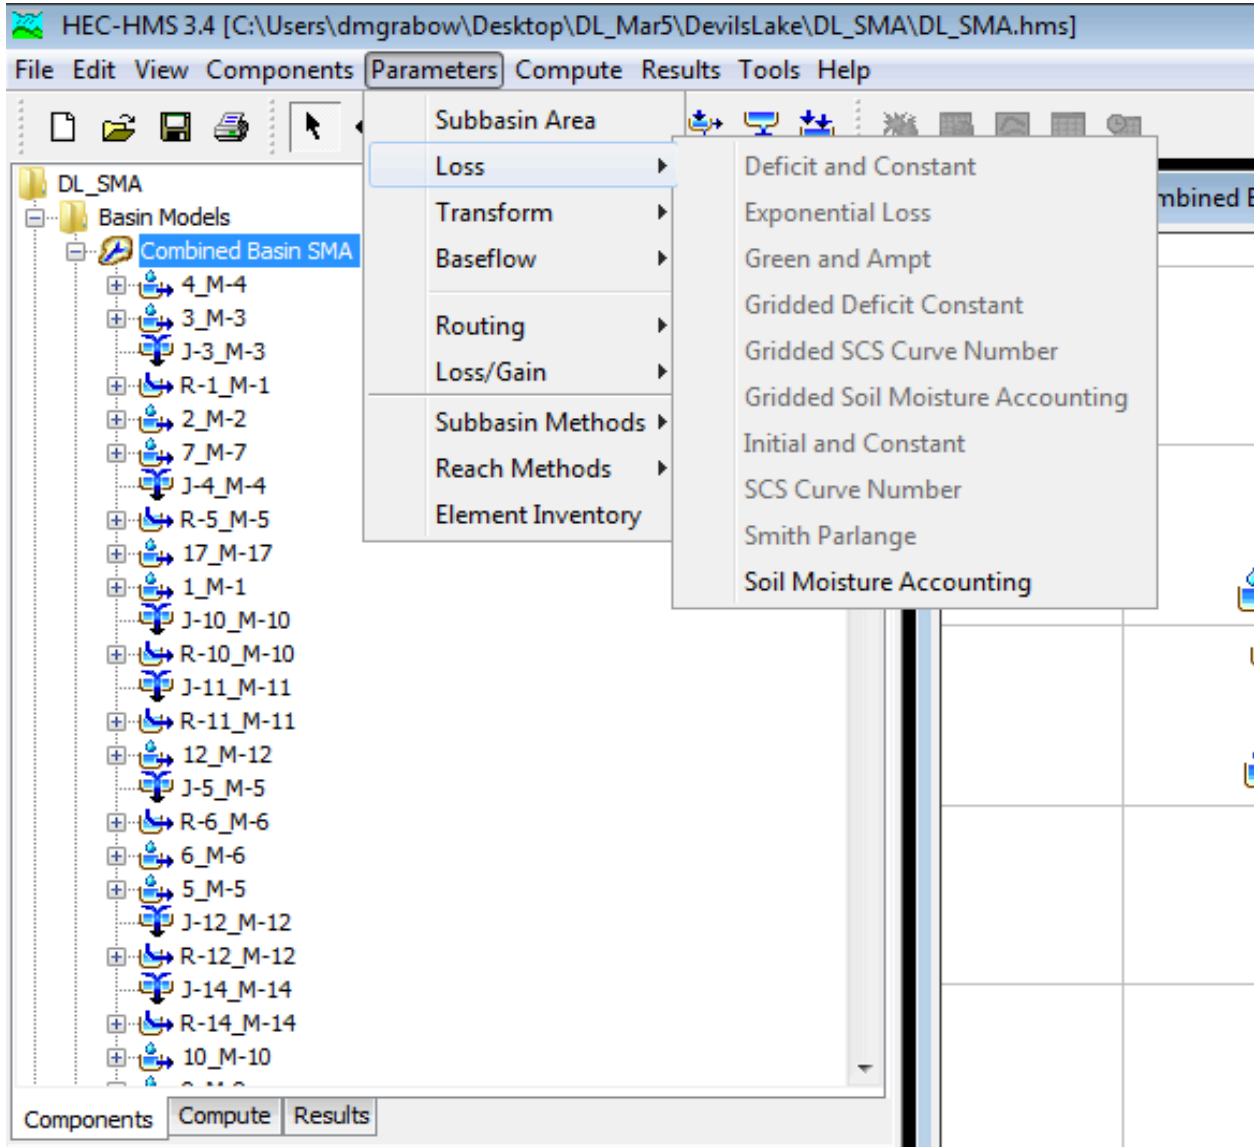 HEC-HMS 3.4 [C:\Users\dmgrabow\Desktop\DL_Mar5\DevilsLake\DL_SMA\DL_SMA.hms]
File Edit View Components Parameters Compute Results Tools Help
Subbasin Area
Loss
Transform
Baseflow
Routing
Loss/Gain
Subbasin Methods
Reach Methods
Element Inventory
Deficit and Constant
Exponential Loss
Green and Ampt
Gridded Deficit Constant
Gridded SCS Curve Number
Gridded Soil Moisture Accounting
Initial and Constant
SCS Curve Number
Smith Parlange
Soil Moisture Accounting
DL_SMA
Basin Models
Combined Basin SMA
4_M-4
3_M-3
J-3_M-3
R-1_M-1
2_M-2
7_M-7
J-4_M-4
R-5_M-5
17_M-17
1_M-1
J-10_M-10
R-10_M-10
J-11_M-11
R-11_M-11
12_M-12
J-5_M-5
R-6_M-6
6_M-6
5_M-5
J-12_M-12
R-12_M-12
J-14_M-14
R-14_M-14
10_M-10
Components Compute Results